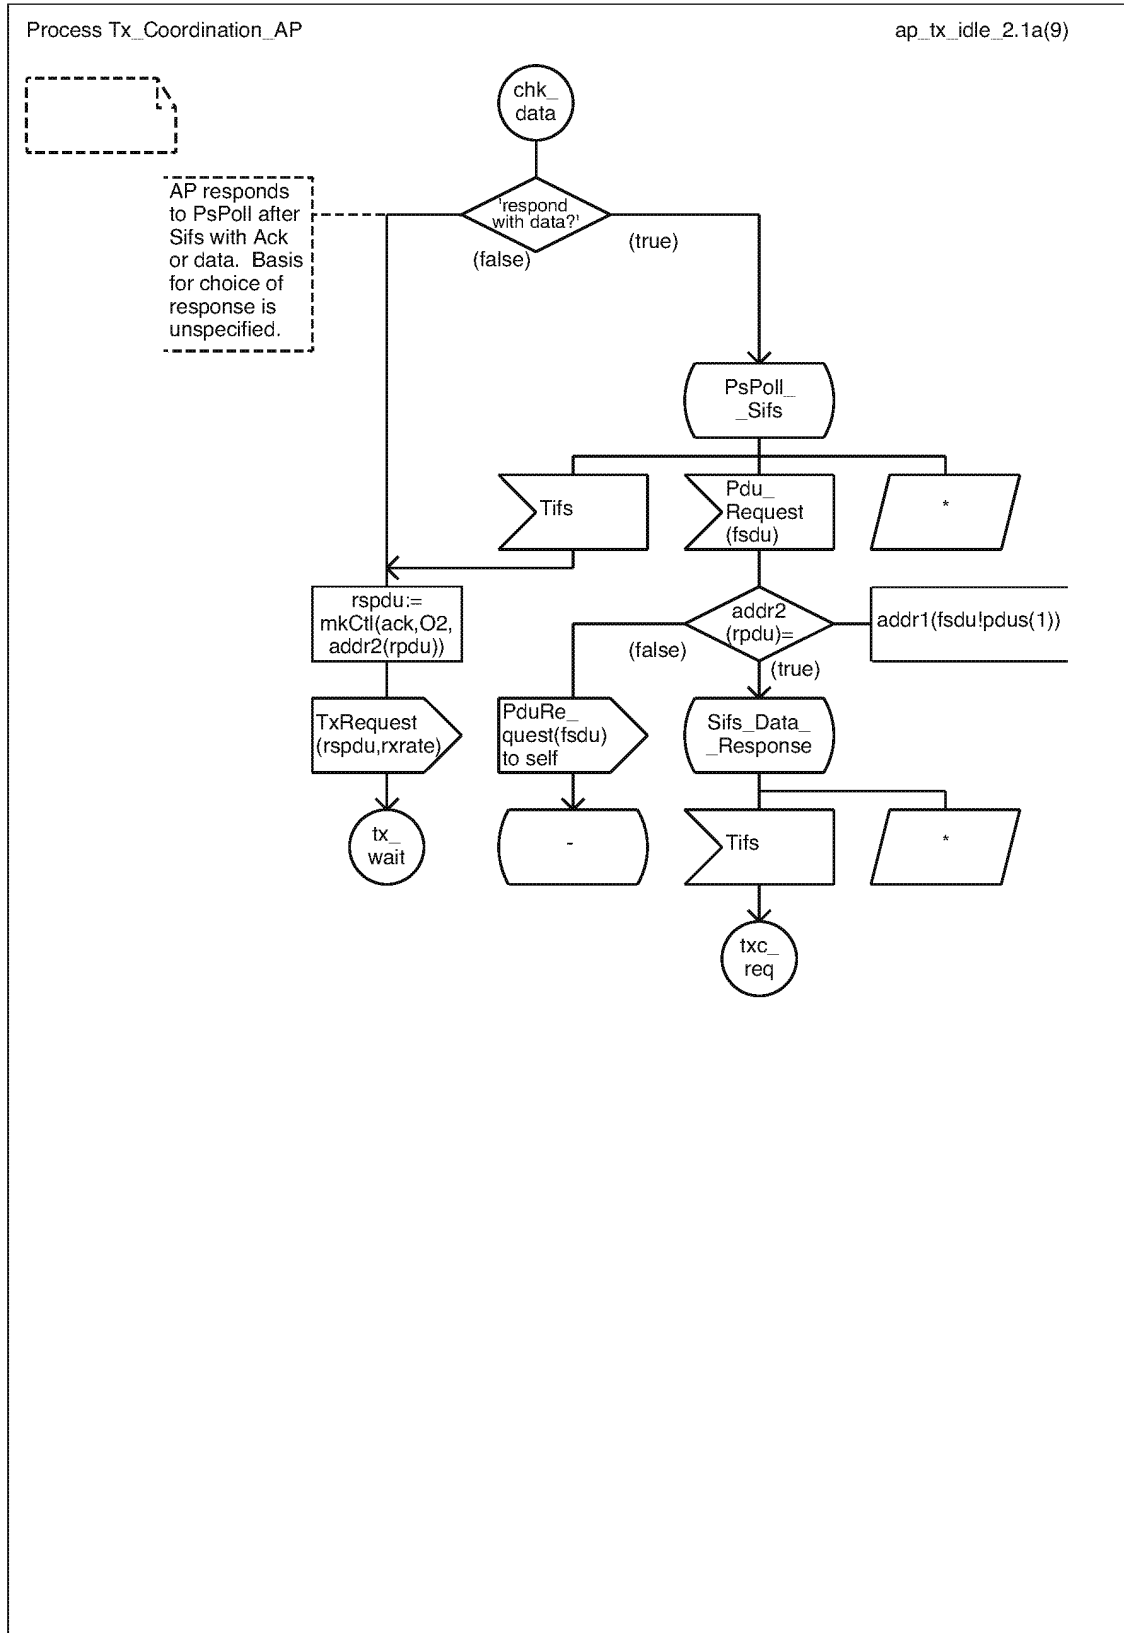 Process Tx_Coordination_AP
ap_tx_idle_2.1a(9)
chk_
data
AP responds
to PsPoll after
Sifs with Ack
or data. Basis
for choice of
response is
unspecified.
'respond
with data?'
(false)
(true)
PsPoll_
_Sifs
Tifs
Pdu_
Request
(fsdu)
*
rspdu:=
mkCtl(ack,O2,
addr2(rpdu))
addr2
(rpdu)=
addr1(fsdu!pdus(1))
(false)
(true)
TxRequest
(rspdu,rxrate)
PduRe_
quest(fsdu)
to self
Sifs_Data_
_Response
tx_
wait
-
Tifs
*
txc_
req